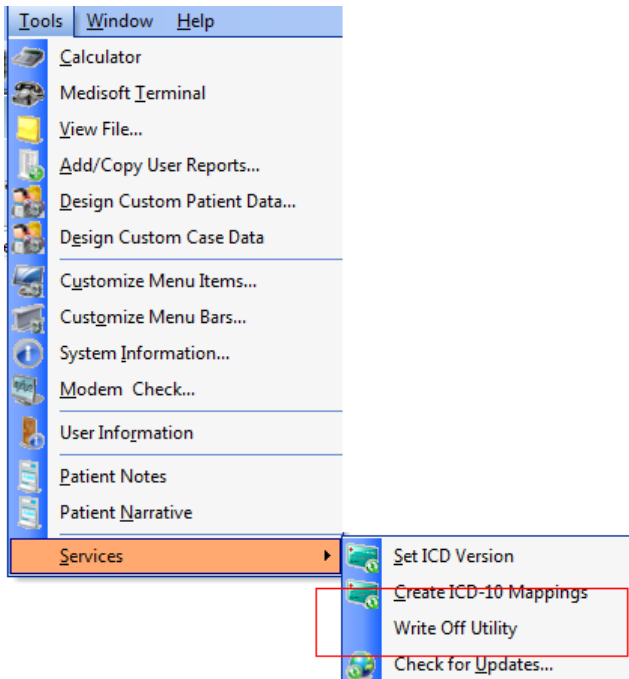 Tools Window Help
Calculator
Medisoft Terminal
View File...
Add/Copy User Reports...
Design Custom Patient Data...
Design Custom Case Data
Customize Menu Items...
Customize Menu Bars...
System Information...
Modem Check...
User Information
Patient Notes
Patient Narrative
Services
Set ICD Version
Create ICD-10 Mappings
Write Off Utility
Check for Updates...